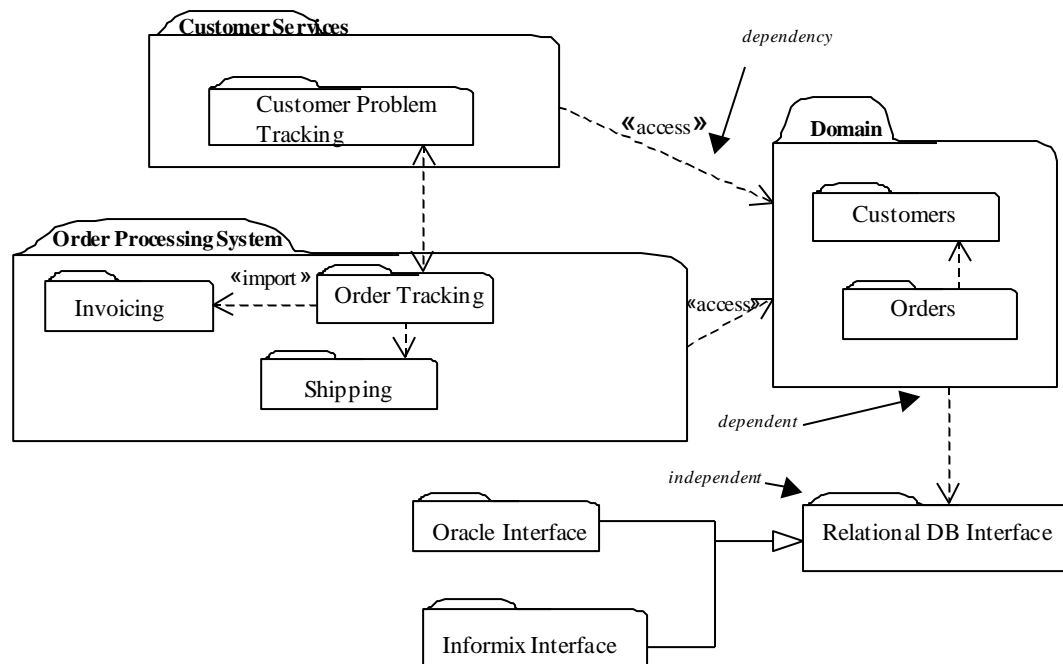 Customer Services
dependency
Customer Problem
Tracking
«access»
Domain
Customers
Order Processing System
«import»
Order Tracking
Invoicing
«access»
Orders
Shipping
dependent
independent
Oracle Interface
Relational DB Interface
Informix Interface